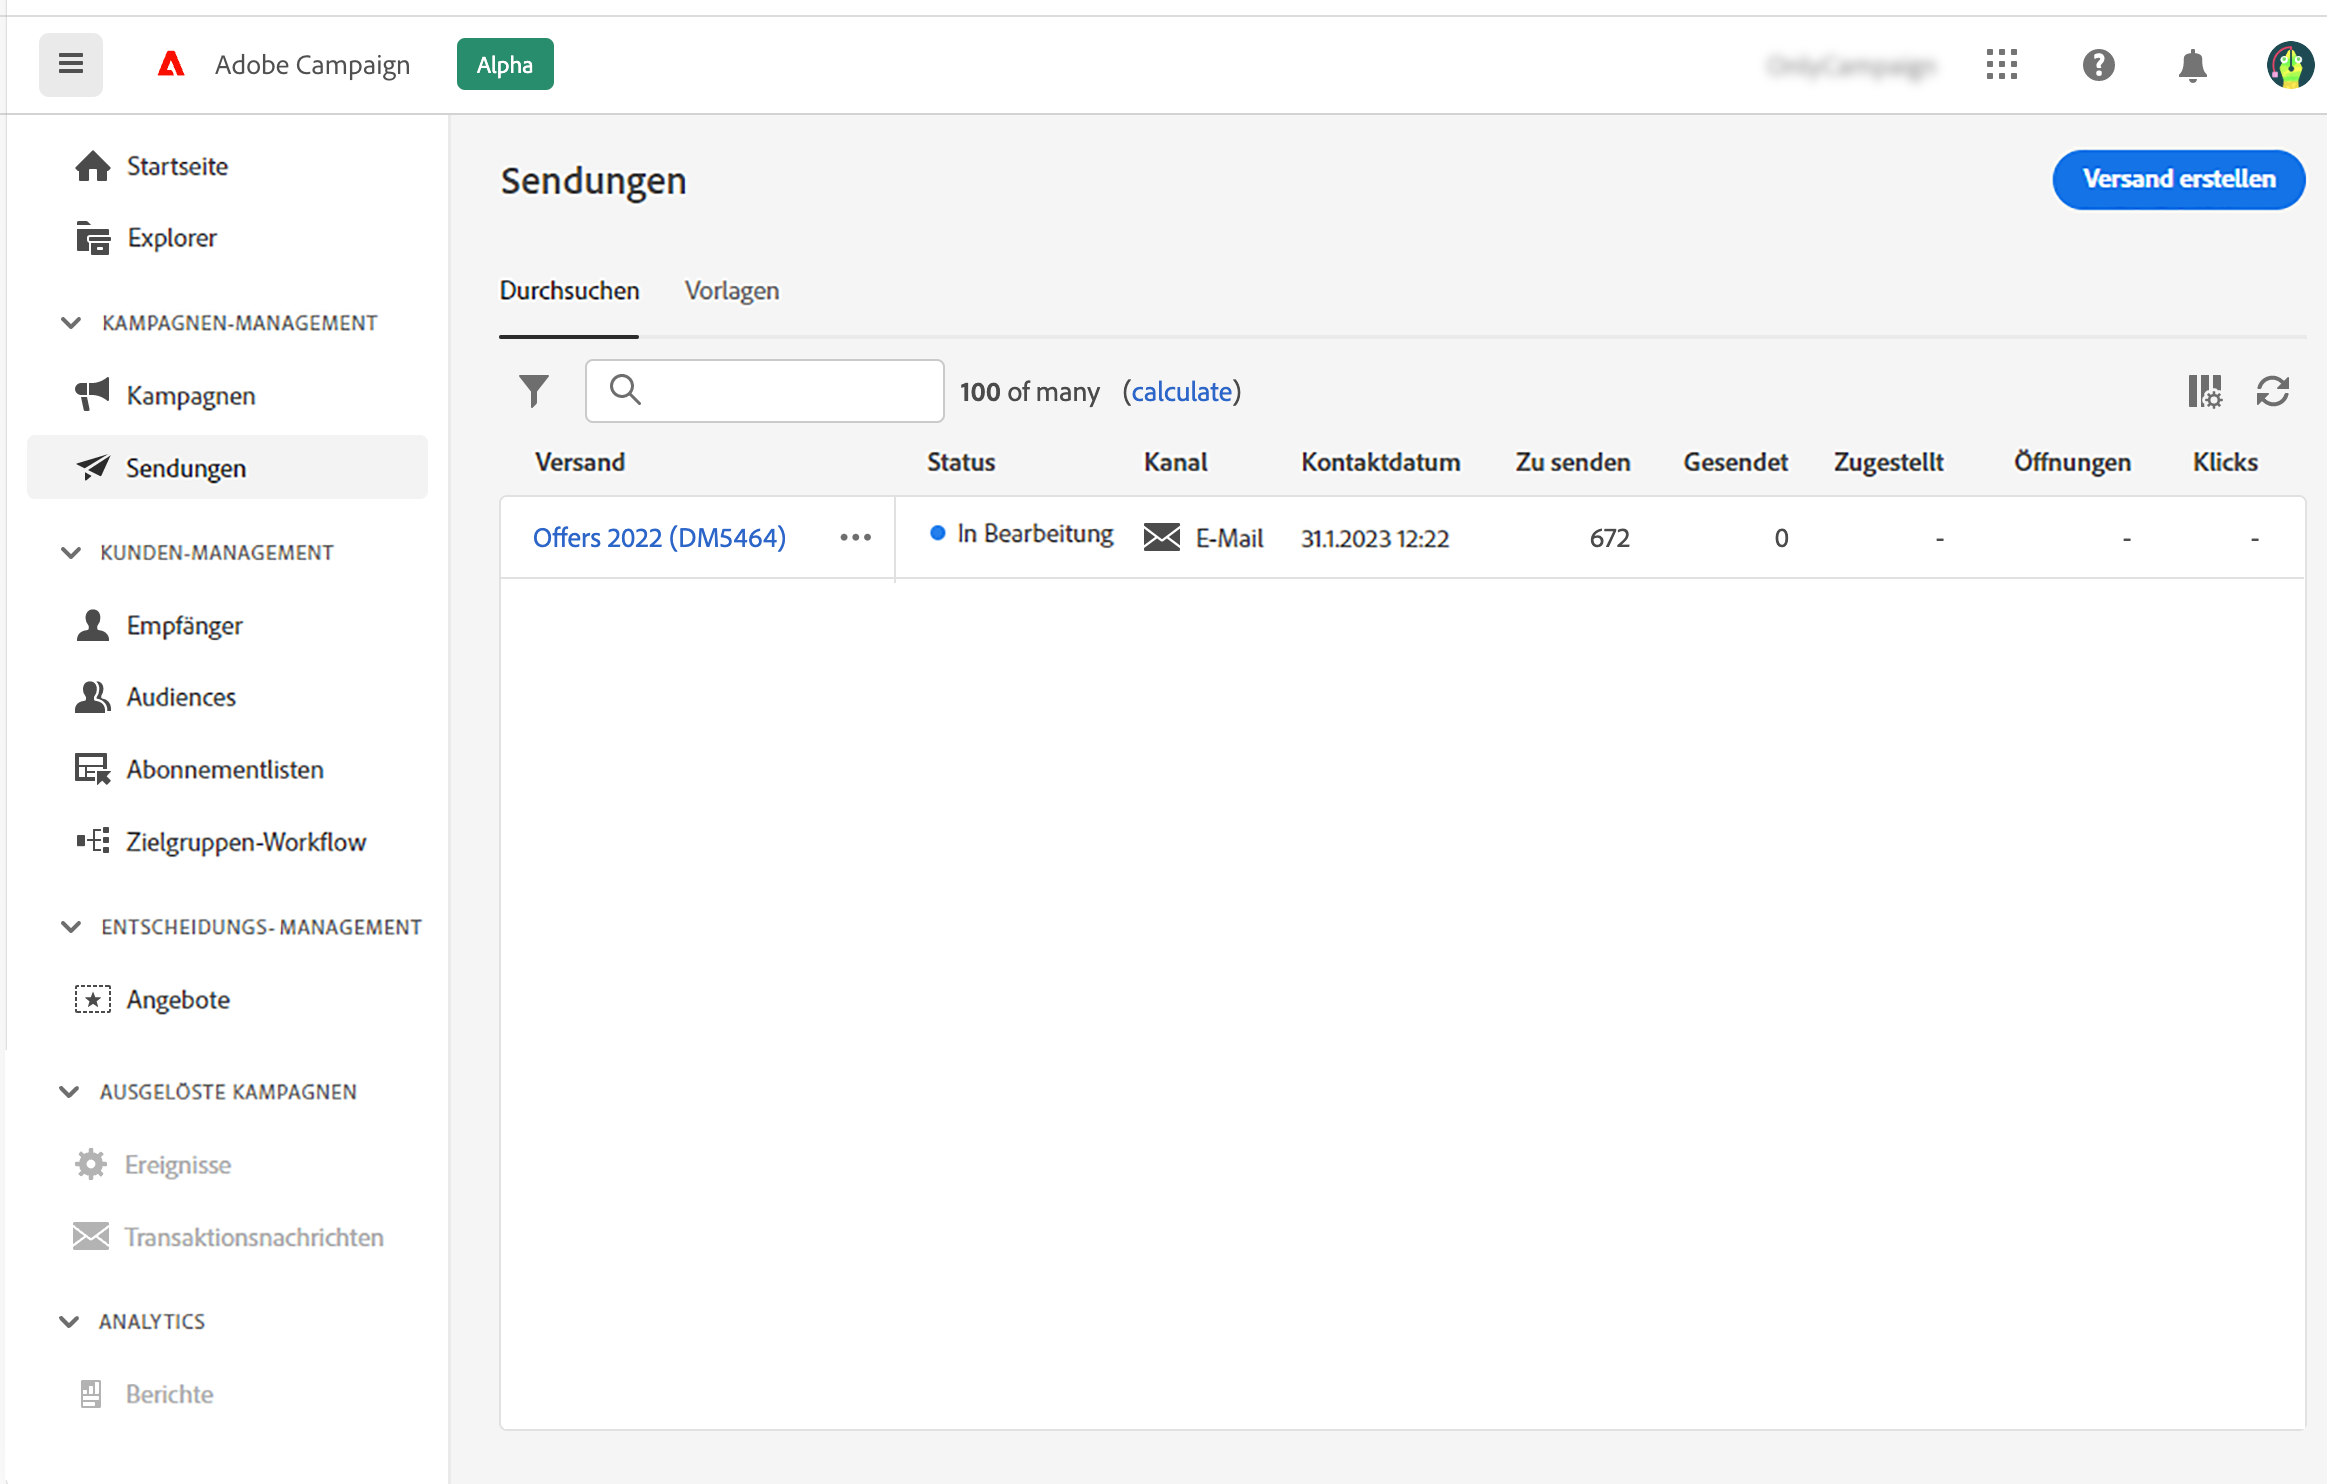 Adobe Campaign
Alpha
Startseite
Explorer
KAMPAGNEN-MANAGEMENT
Kampagnen
Sendungen
KUNDEN-MANAGEMENT
Empfänger
Audiences
Abonnementlisten
Zielgruppen-Workflow
ENTSCHEIDUNGS- MANAGEMENT
Angebote
AUSGELÖSTE KAMPAGNEN
Ereignisse
Transaktionsnachrichten
ANALYTICS
Berichte
Sendungen
Versand erstellen
Durchsuchen Vorlagen
100 of many (calculate)
Versand Status Kanal Kontaktdatum Zu senden Gesendet Zugestellt Öffnungen Klicks
Offers 2022 (DM5464) ••• In Bearbeitung E-Mail 31.1.2023 12:22 672 0 - - -